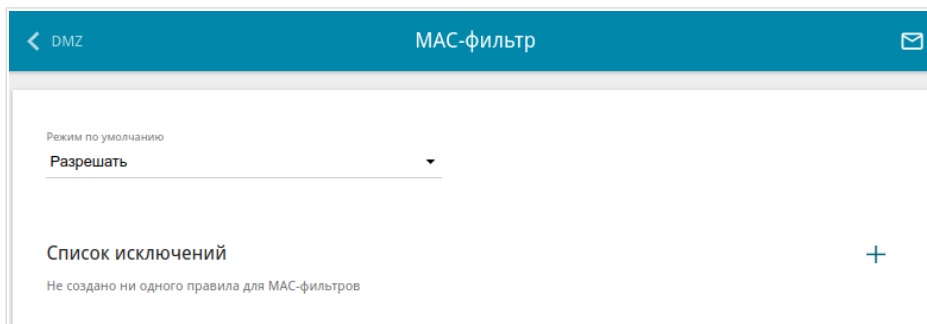 DMZ
MAC-фильтр
Режим по умолчанию
Разрешать
Список исключений
Не создано ни одного правила для MAC-фильтров